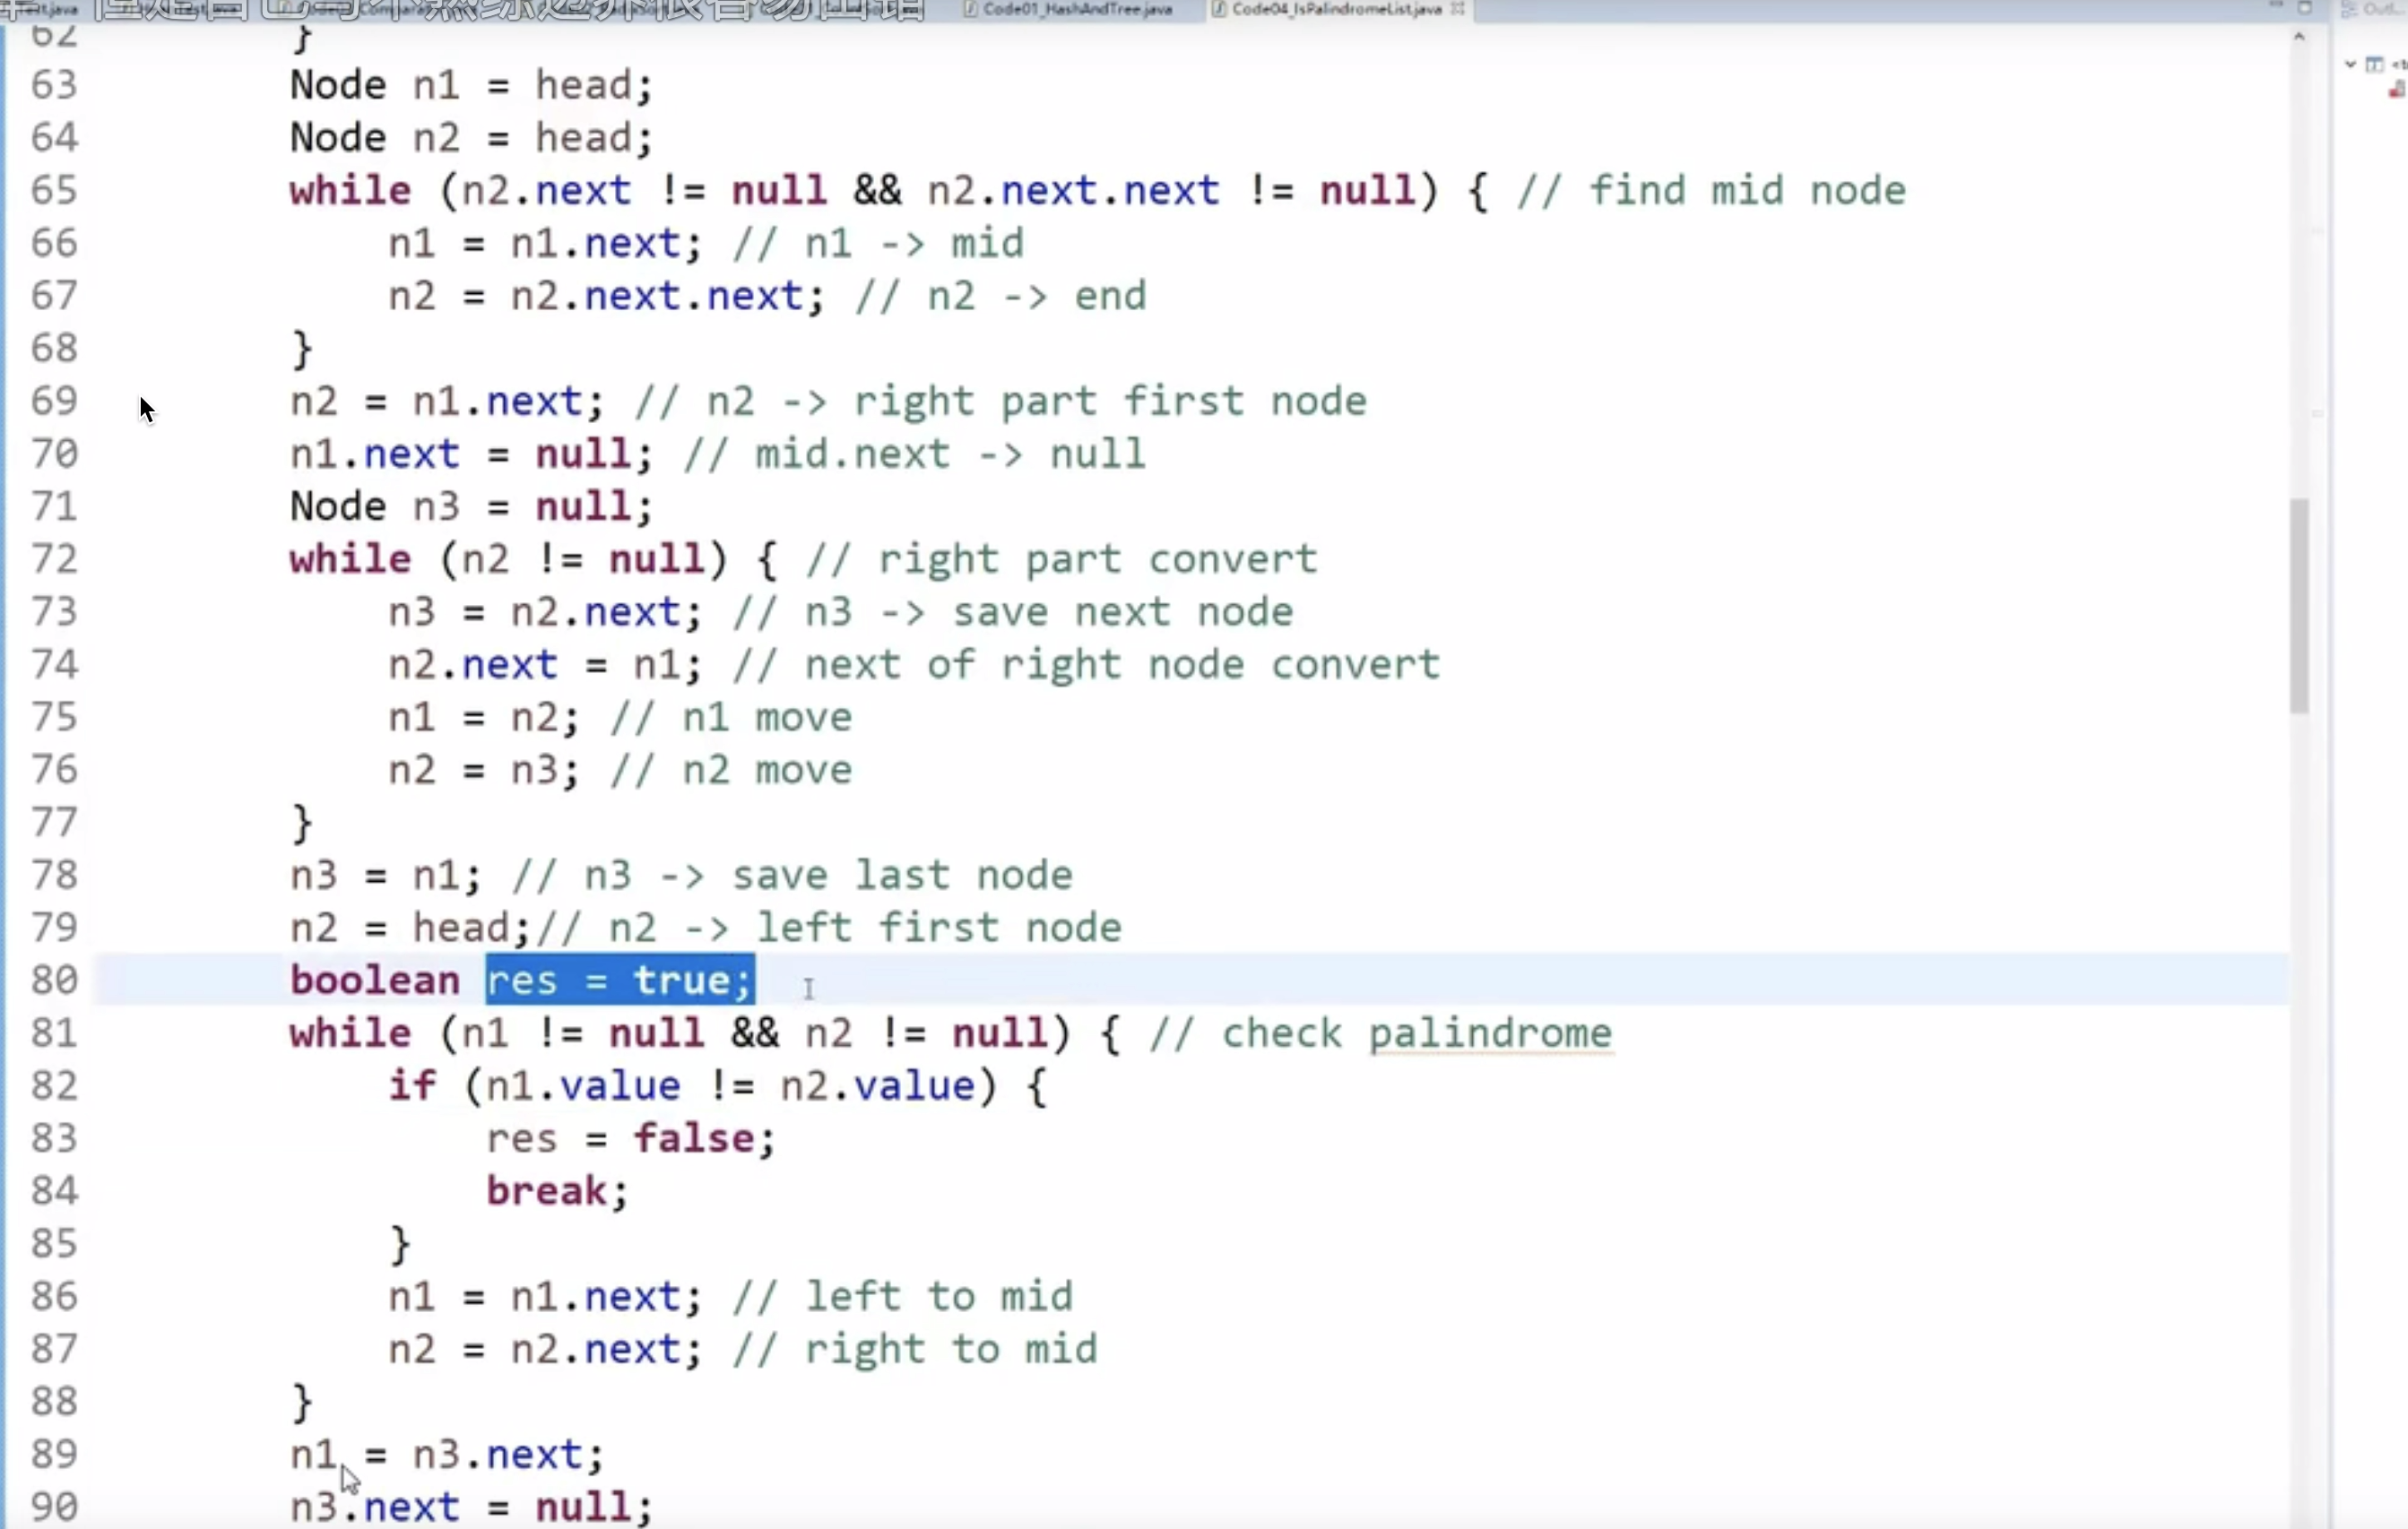 Code01_HashAndTree.java Code04_IsPalindromeList.java
62 }
63 Node n1 = head;
64 Node n2 = head;
65 while (n2.next != null && n2.next.next != null) { // find mid node
66 n1 = n1.next; // n1 -> mid
67 n2 = n2.next.next; // n2 -> end
68 }
69 n2 = n1.next; // n2 -> right part first node
70 n1.next = null; // mid.next -> null
71 Node n3 = null;
72 while (n2 != null) { // right part convert
73 n3 = n2.next; // n3 -> save next node
74 n2.next = n1; // next of right node convert
75 n1 = n2; // n1 move
76 n2 = n3; // n2 move
77 }
78 n3 = n1; // n3 -> save last node
79 n2 = head;// n2 -> left first node
80 boolean res = true;
81 while (n1 != null && n2 != null) { // check palindrome
82 if (n1.value != n2.value) {
83 res = false;
84 break;
85 }
86 n1 = n1.next; // left to mid
87 n2 = n2.next; // right to mid
88 }
89 n1 = n3.next;
90 n3.next = null;